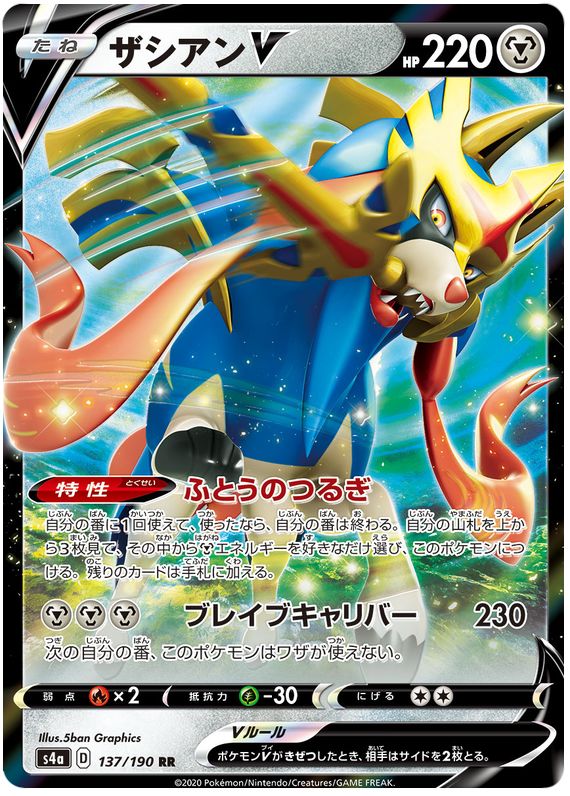 たね ザシアンV HP220
特性 とくせい ふとうのつるぎ
自分の番に1回使えて、使ったなら、自分の番は終わる。自分の山札を上か
ら3枚見て、その中からエネルギーを好きなだけ選び、このポケモンにつ
ける。残りのカードは手札に加える。
ブレイブキャリバー 230
次の自分の番、このポケモンはワザが使えない。
弱点 ×2 抵抗力 -30 にげる
Illus.5ban Graphics
Vルール
s4a D 137/190 RR
ポケモンVがきぜつしたとき、相手はサイドを2枚とる。
©2020 Pokémon/Nintendo/Creatures/GAME FREAK.